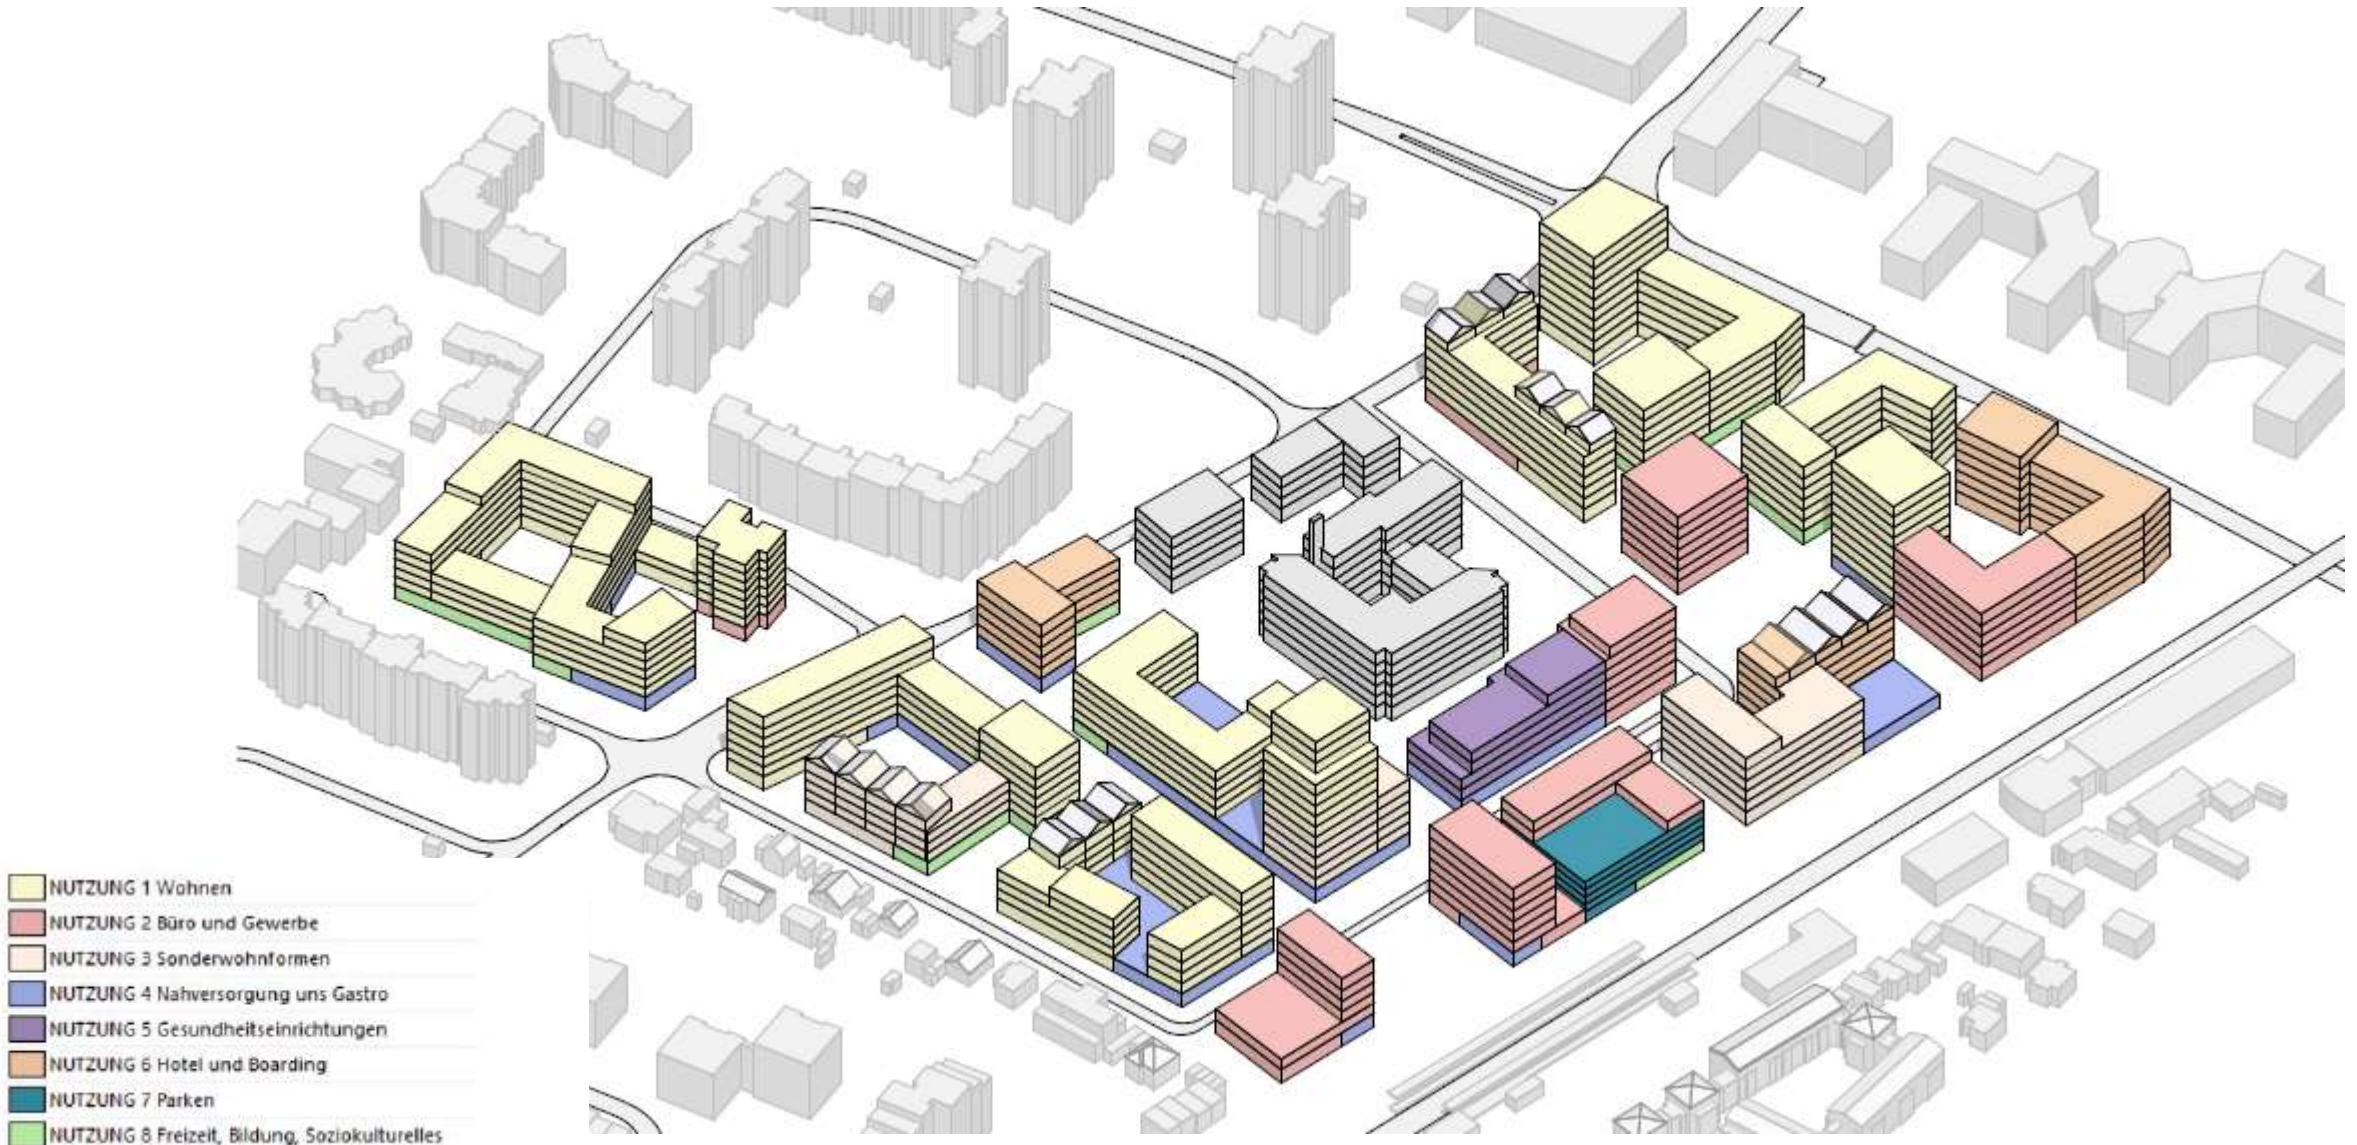 NUTZUNG 1 Wohnen
NUTZUNG 2 Büro und Gewerbe
NUTZUNG 3 Sonderwohnformen
NUTZUNG 4 Nahversorgung uns Gastro
NUTZUNG 5 Gesundheitseinrichtungen
NUTZUNG 6 Hotel und Boarding
NUTZUNG 7 Parken
NUTZUNG 8 Freizeit, Bildung, Soziokulturelles